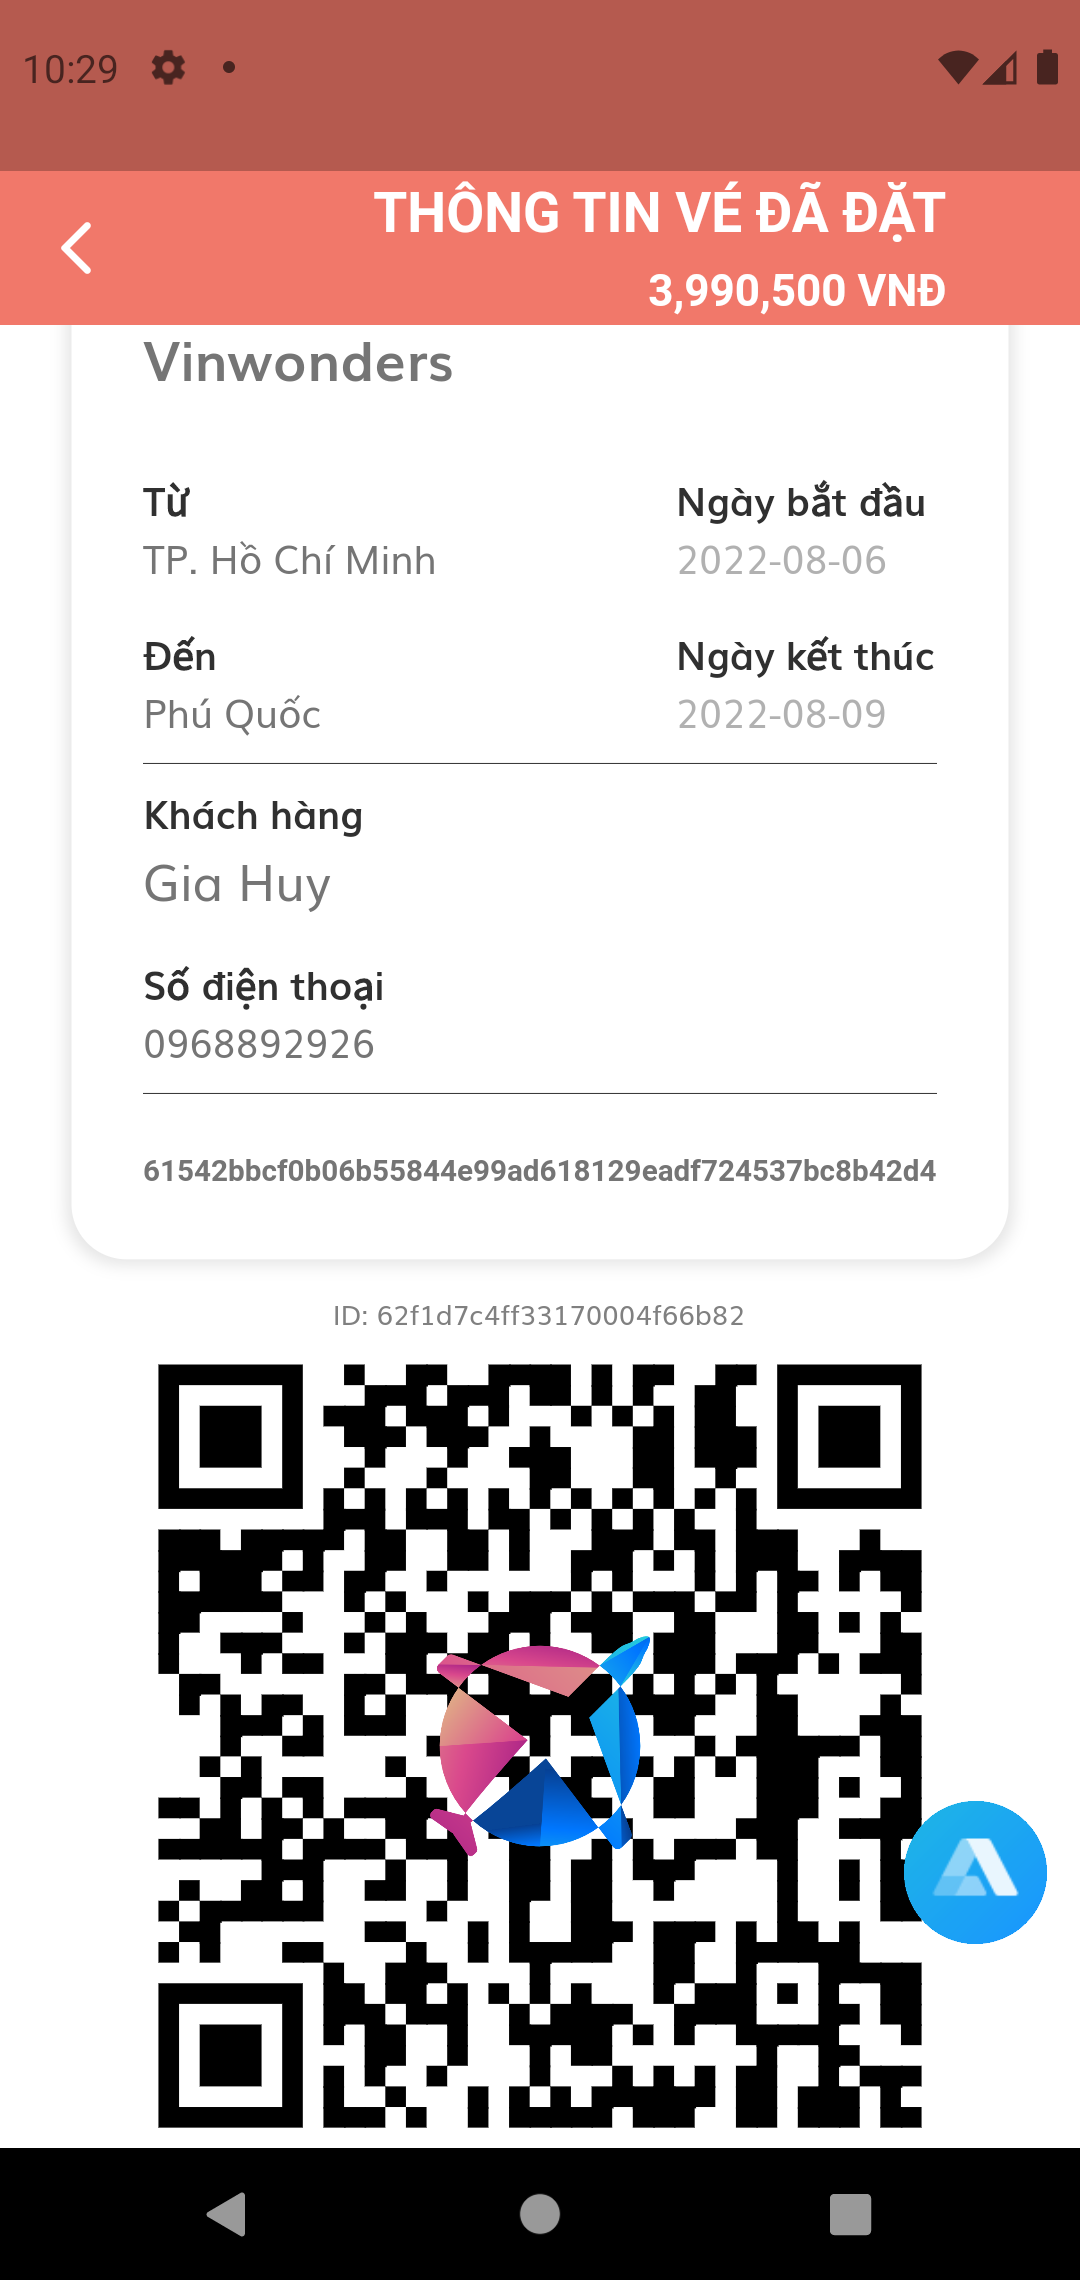 10:29
THÔNG TIN VÉ ĐÃ ĐẶT
3,990,500 VNĐ
Vinwonders
Từ
Ngày bắt đầu
TP. Hồ Chí Minh
2022-08-06
Đến
Ngày kết thúc
Phú Quốc
2022-08-09
Khách hàng
Gia Huy
Số điện thoại
0968892926
61542bbcf0b06b55844e99ad618129eadf724537bc8b42d4
ID: 62f1d7c4ff33170004f66b82